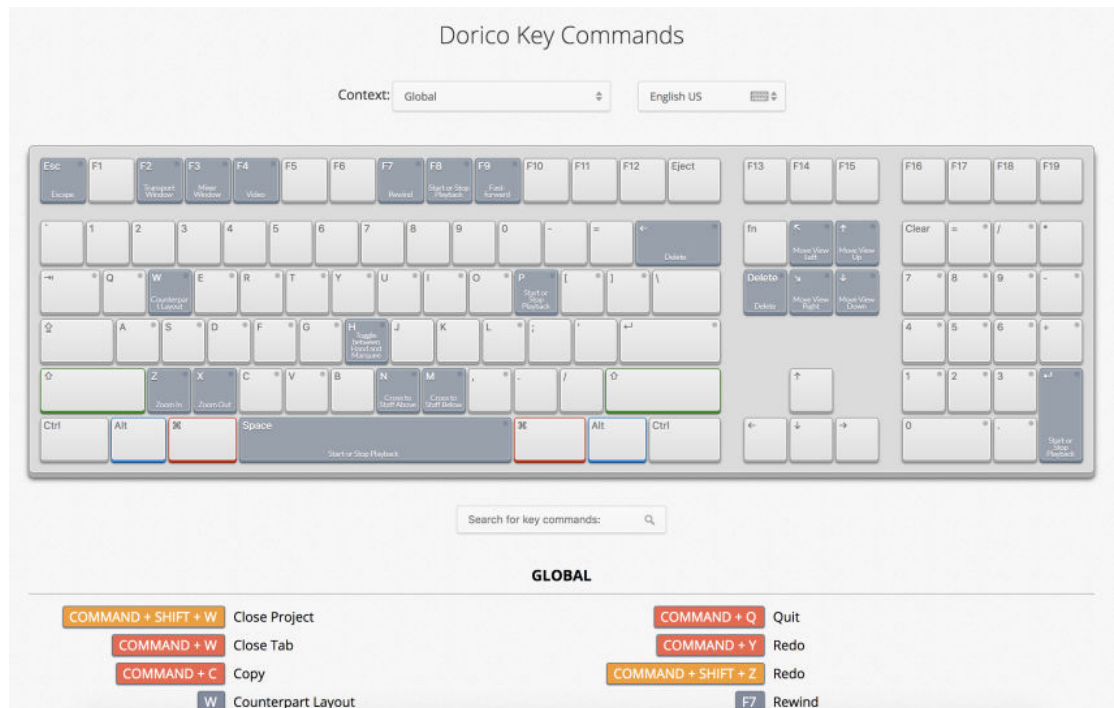 Dorico Key Commands
Context: Global English US
Esc F1 F2 F3 F4 F5 F6 F7 F8 F9 F10 F11 F12 Eject F13 F14 F15 F16 F17 F18 F19
Escape Transport Window Mixer Window Video Rewind Start or Stop Playback Fast-forward
` 1 2 3 4 5 6 7 8 9 0 - = ← fn ↖ ↑ Clear = / *
Delete Move View Left Move View Up
Q W E R T Y U I O P [ ] \ Delete ↘ ↓ 7 8 9 -
Counterpart Layout Start or Stop Playback Delete Move View Right Move View Down
⇪ A S D F G H J K L ; ' ↵ 4 5 6 +
Toggle between Hand and Marquee
⇧ Z X C V B N M , . / ⇧ ↑ 1 2 3 ↵
Zoom In Zoom Out Cross to Staff Above Cross to Staff Below
Ctrl Alt ⌘ Space ⌘ Alt Ctrl ← ↓ → 0 .
Start or Stop Playback Start or Stop Playback
Search for key commands:
GLOBAL
COMMAND + SHIFT + W Close Project COMMAND + Q Quit
COMMAND + W Close Tab COMMAND + Y Redo
COMMAND + C Copy COMMAND + SHIFT + Z Redo
W Counterpart Layout F7 Rewind